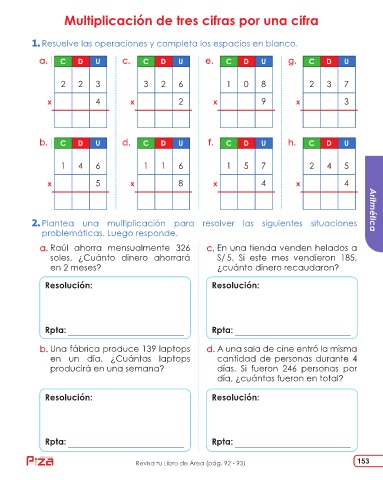 Multiplicación de tres cifras por una cifra
1. Resuelve las operaciones y completa los espacios en blanco.
a. C D U c. C D U e. C D U g. C D U
2 2 3 3 2 6 1 0 8 2 3 7
x 4 x 2 x 9 x 3
b. C D U d. C D U f. C D U h. C D U
1 4 6 1 1 6 1 5 7 2 4 5
x 5 x 8 x 4 x 4
Aritmética
2. Plantea una multiplicación para resolver las siguientes situaciones
problemáticas. Luego responde.
a. Raúl ahorra mensualmente 326
soles. ¿Cuánto dinero ahorrará
en 2 meses?
Resolución:
Rpta:
c. En una tienda venden helados a
S/ 5. Si este mes vendieron 185,
¿cuánto dinero recaudaron?
Resolución:
Rpta:
b. Una fábrica produce 139 laptops
en un día. ¿Cuántas laptops
producirá en una semana?
Resolución:
Rpta:
d. A una sala de cine entró la misma
cantidad de personas durante 4
días. Si fueron 246 personas por
día, ¿cuántas fueron en total?
Resolución:
Rpta:
Revisa tu Libro de Área (pág. 92 - 93)
153